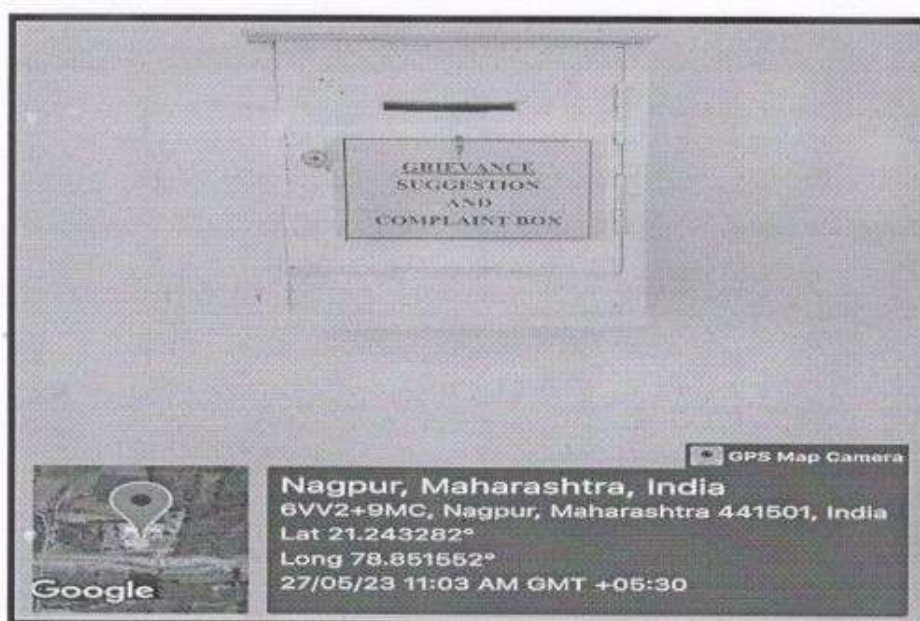 GRIEVANCE
SUGGESTION
AND
COMPLAINT BOX
GPS Map Camera
Nagpur, Maharashtra, India
6VV2+9MC, Nagpur, Maharashtra 441501, India
Lat 21.243282°
Long 78.851552°
27/05/23 11:03 AM GMT +05:30
Google